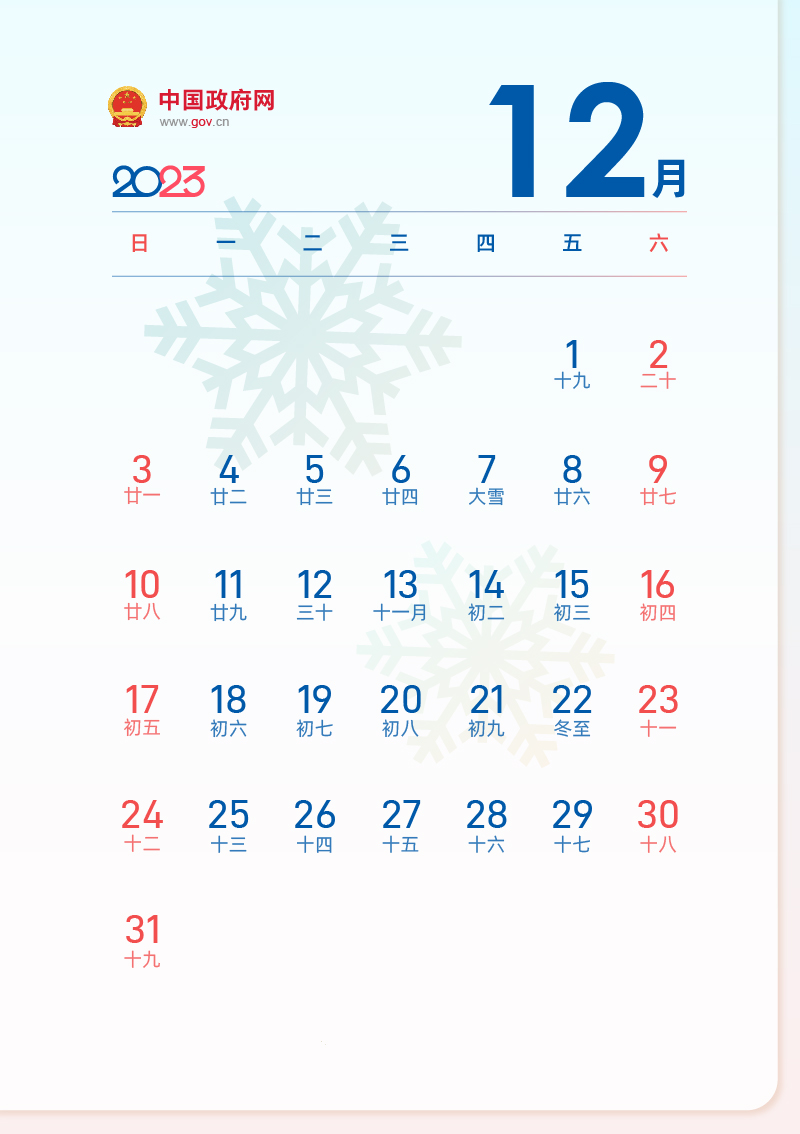 中国政府网
www.gov.cn
2023
12月
日 一 二 三 四 五 六
1 2
十九 二十
3 4 5 6 7 8 9
廿一 廿二 廿三 廿四 大雪 廿六 廿七
10 11 12 13 14 15 16
廿八 廿九 三十 十一月 初二 初三 初四
17 18 19 20 21 22 23
初五 初六 初七 初八 初九 冬至 十一
24 25 26 27 28 29 30
十二 十三 十四 十五 十六 十七 十八
31
十九